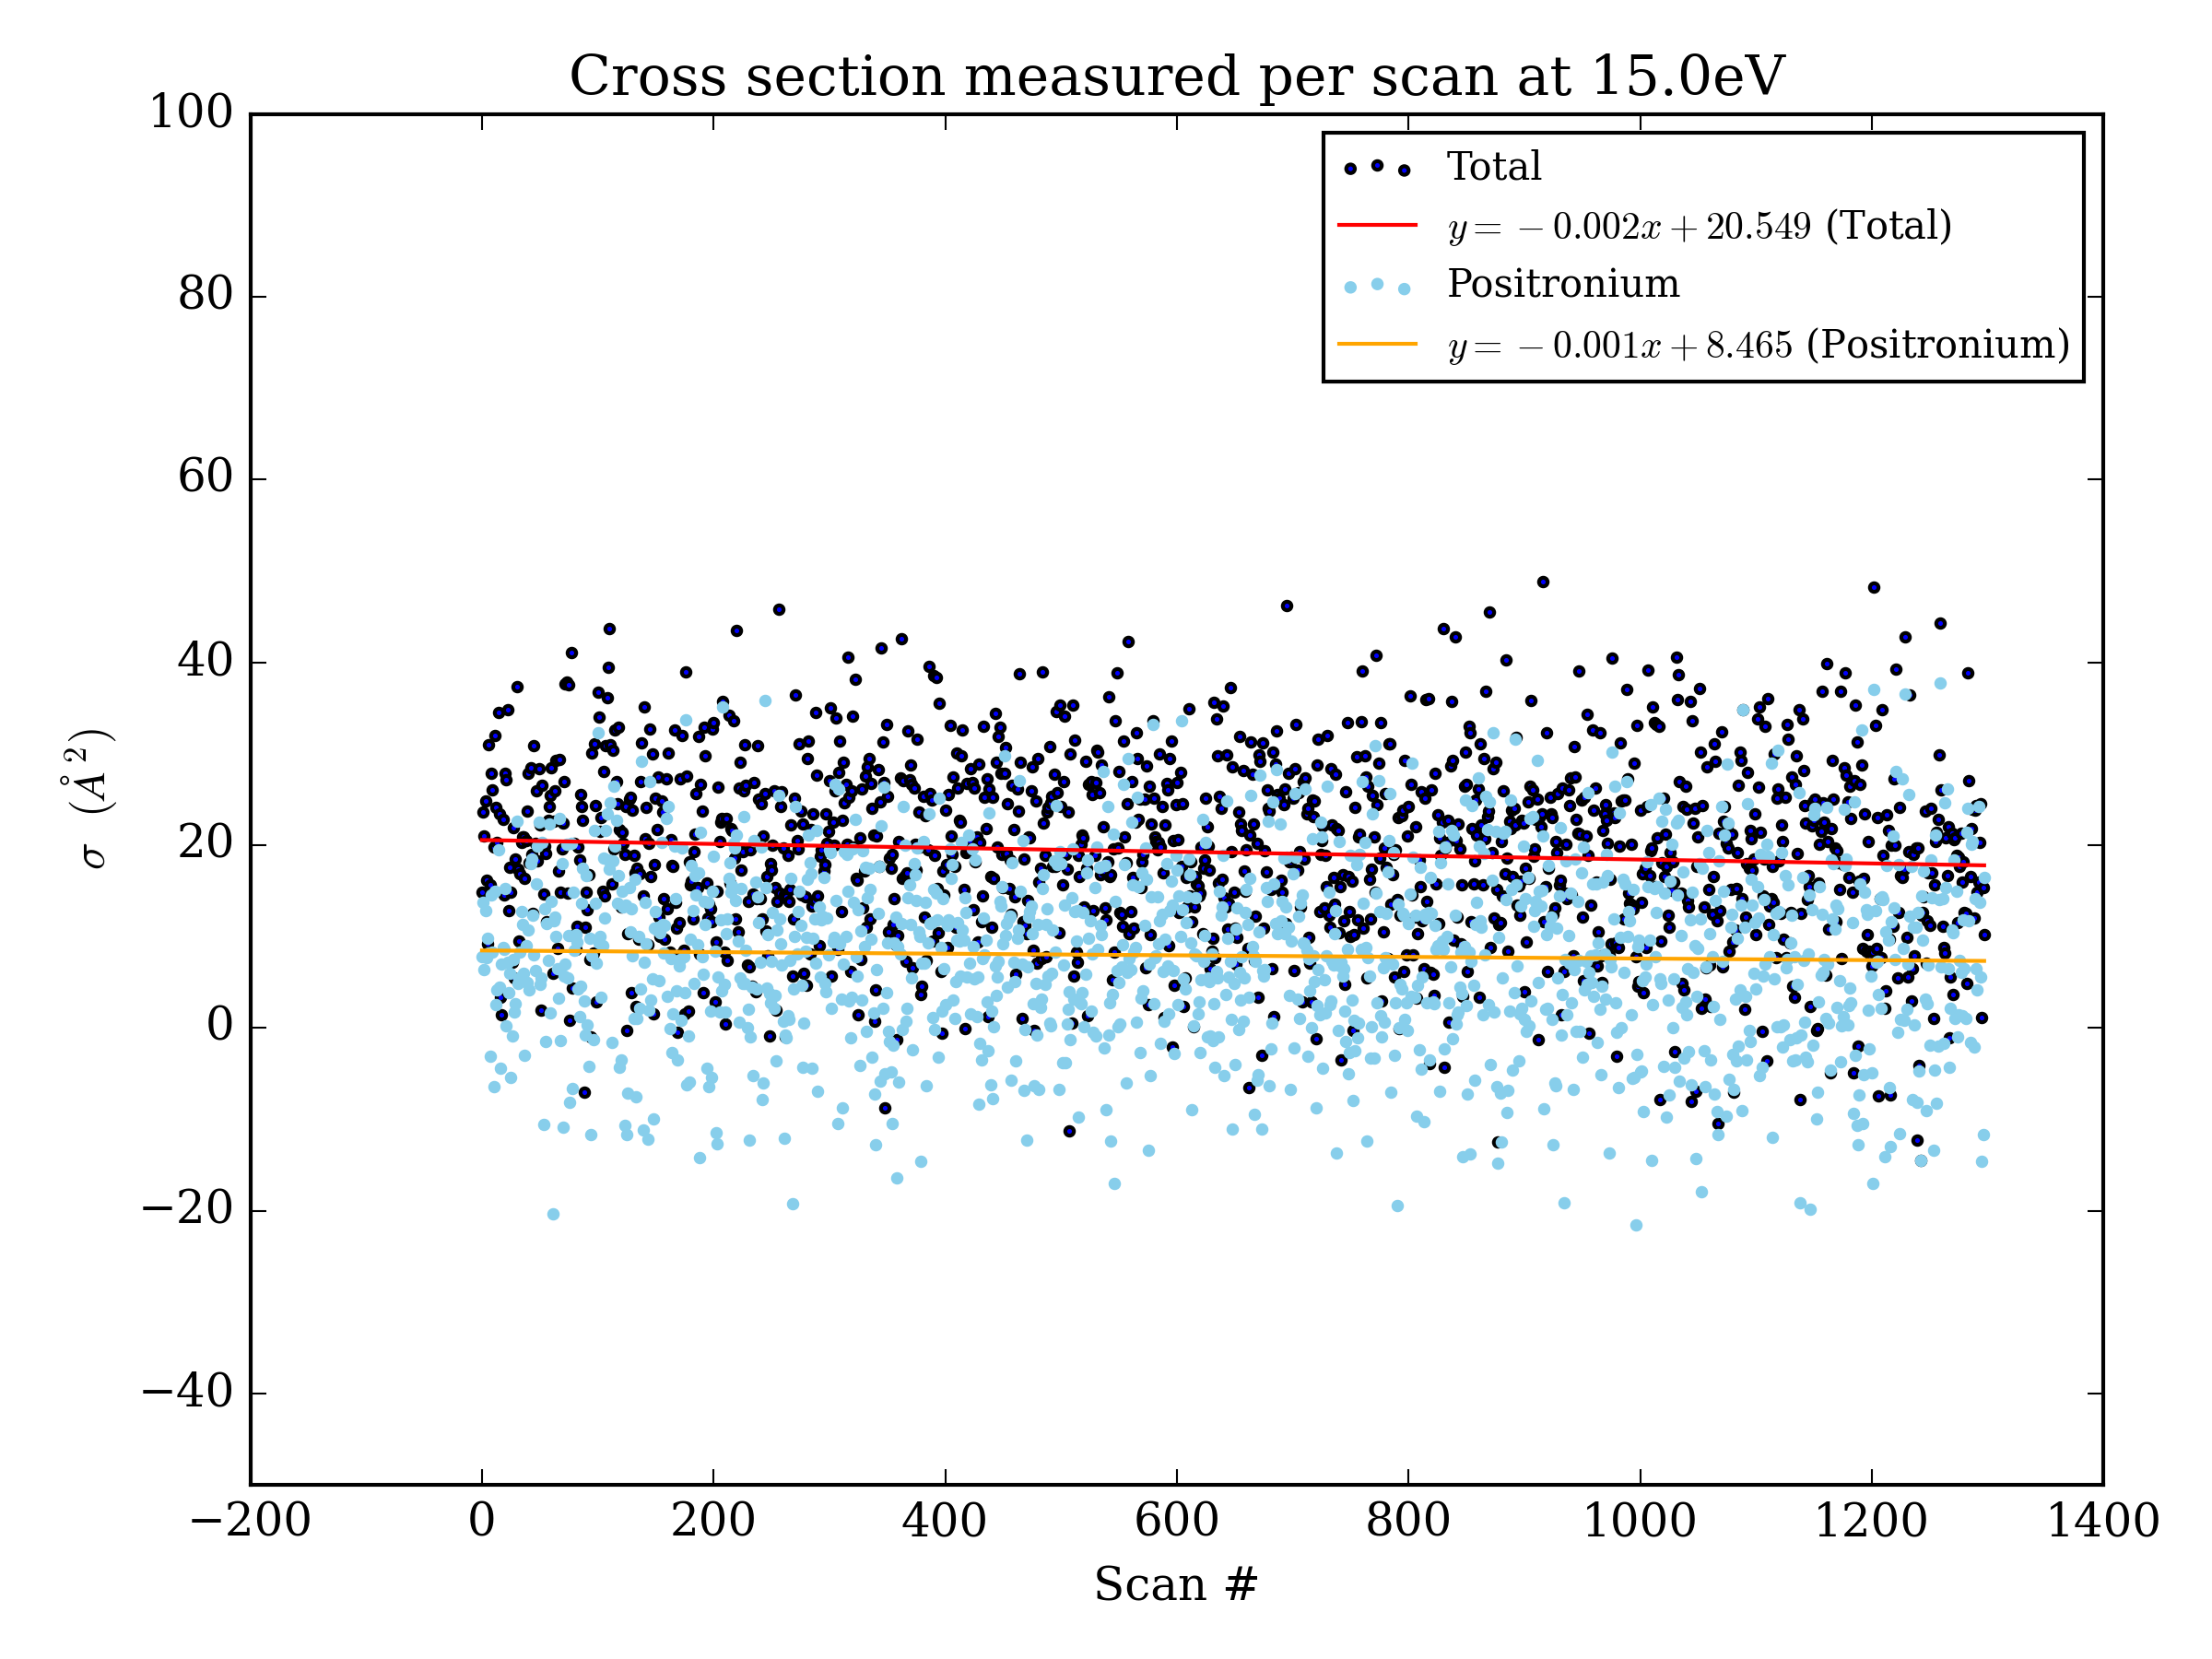 Cross section measured per scan at 15.0eV
100
80
60
40
20
0
−20
−40
σ (Å²)
Total
y = −0.002x + 20.549 (Total)
Positronium
y = −0.001x + 8.465 (Positronium)
−200 0 200 400 600 800 1000 1200 1400
Scan #